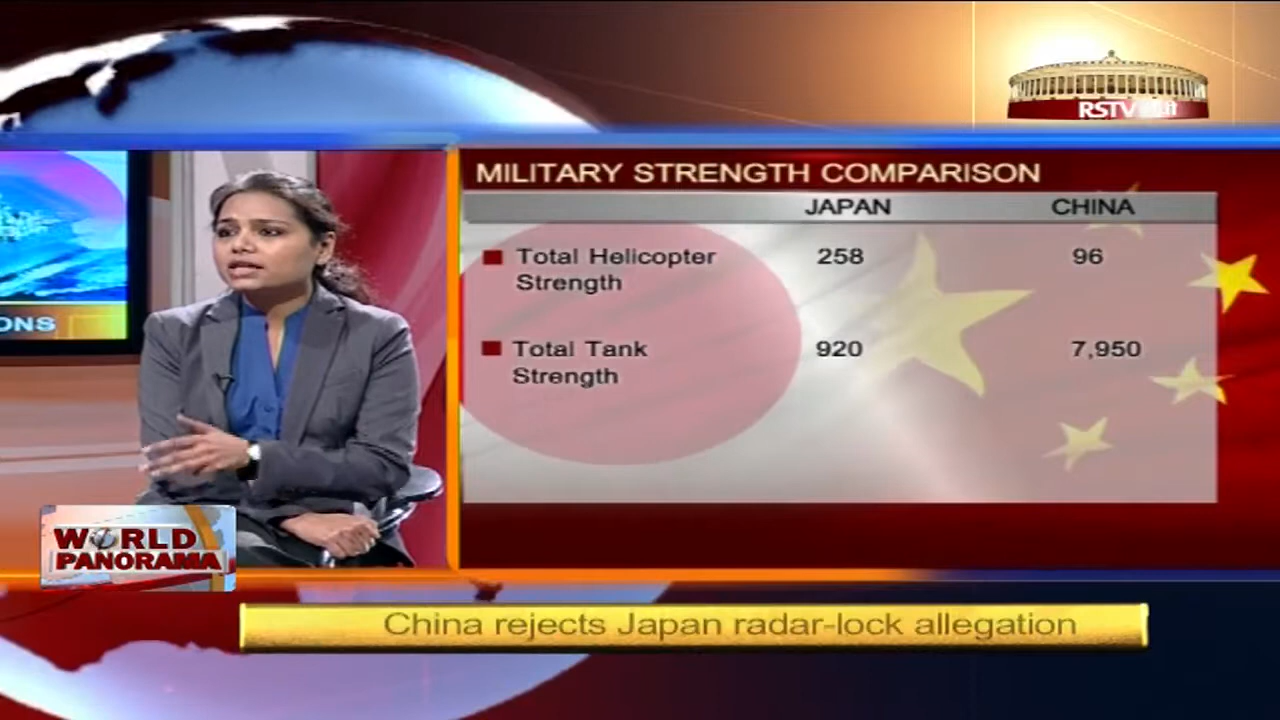 RSTV
MILITARY STRENGTH COMPARISON
JAPAN CHINA
Total Helicopter 258 96
Strength
Total Tank 920 7,950
Strength
ONS
WORLD
PANORAMA
China rejects Japan radar-lock allegation